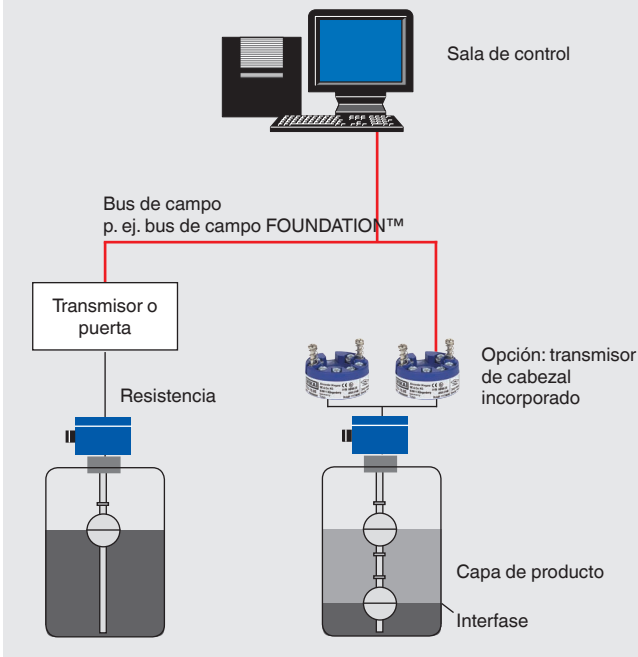 Sala de control
Bus de campo
p. ej. bus de campo FOUNDATION™
Transmisor o
puerta
Opción: transmisor
de cabezal
incorporado
Resistencia
Capa de producto
Interfase